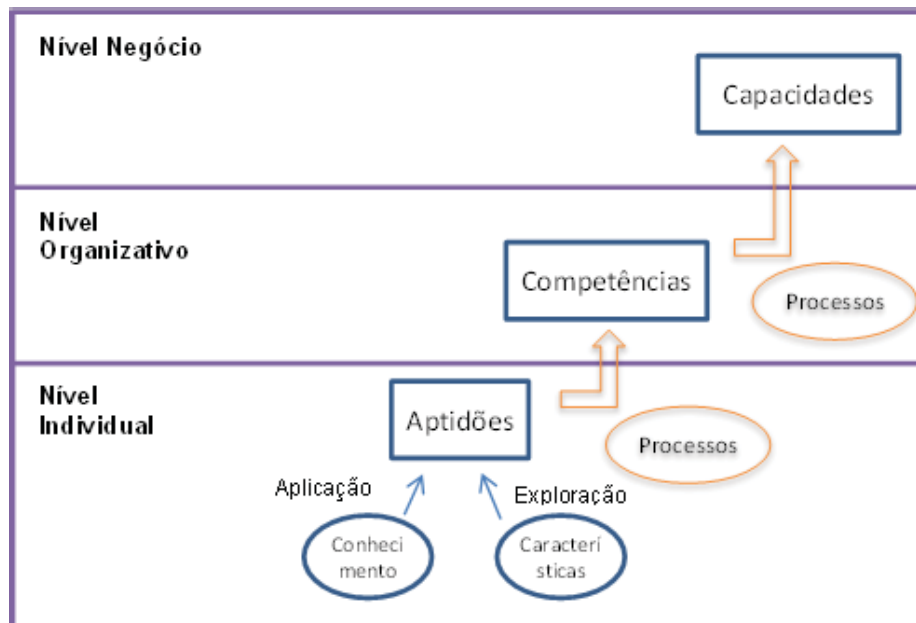 Nível Negócio
Capacidades
Nível
Organizativo
Competências
Processos
Nível
Individual
Aptidões
Processos
Aplicação
Exploração
Conheci
mento
Caracterí
sticas